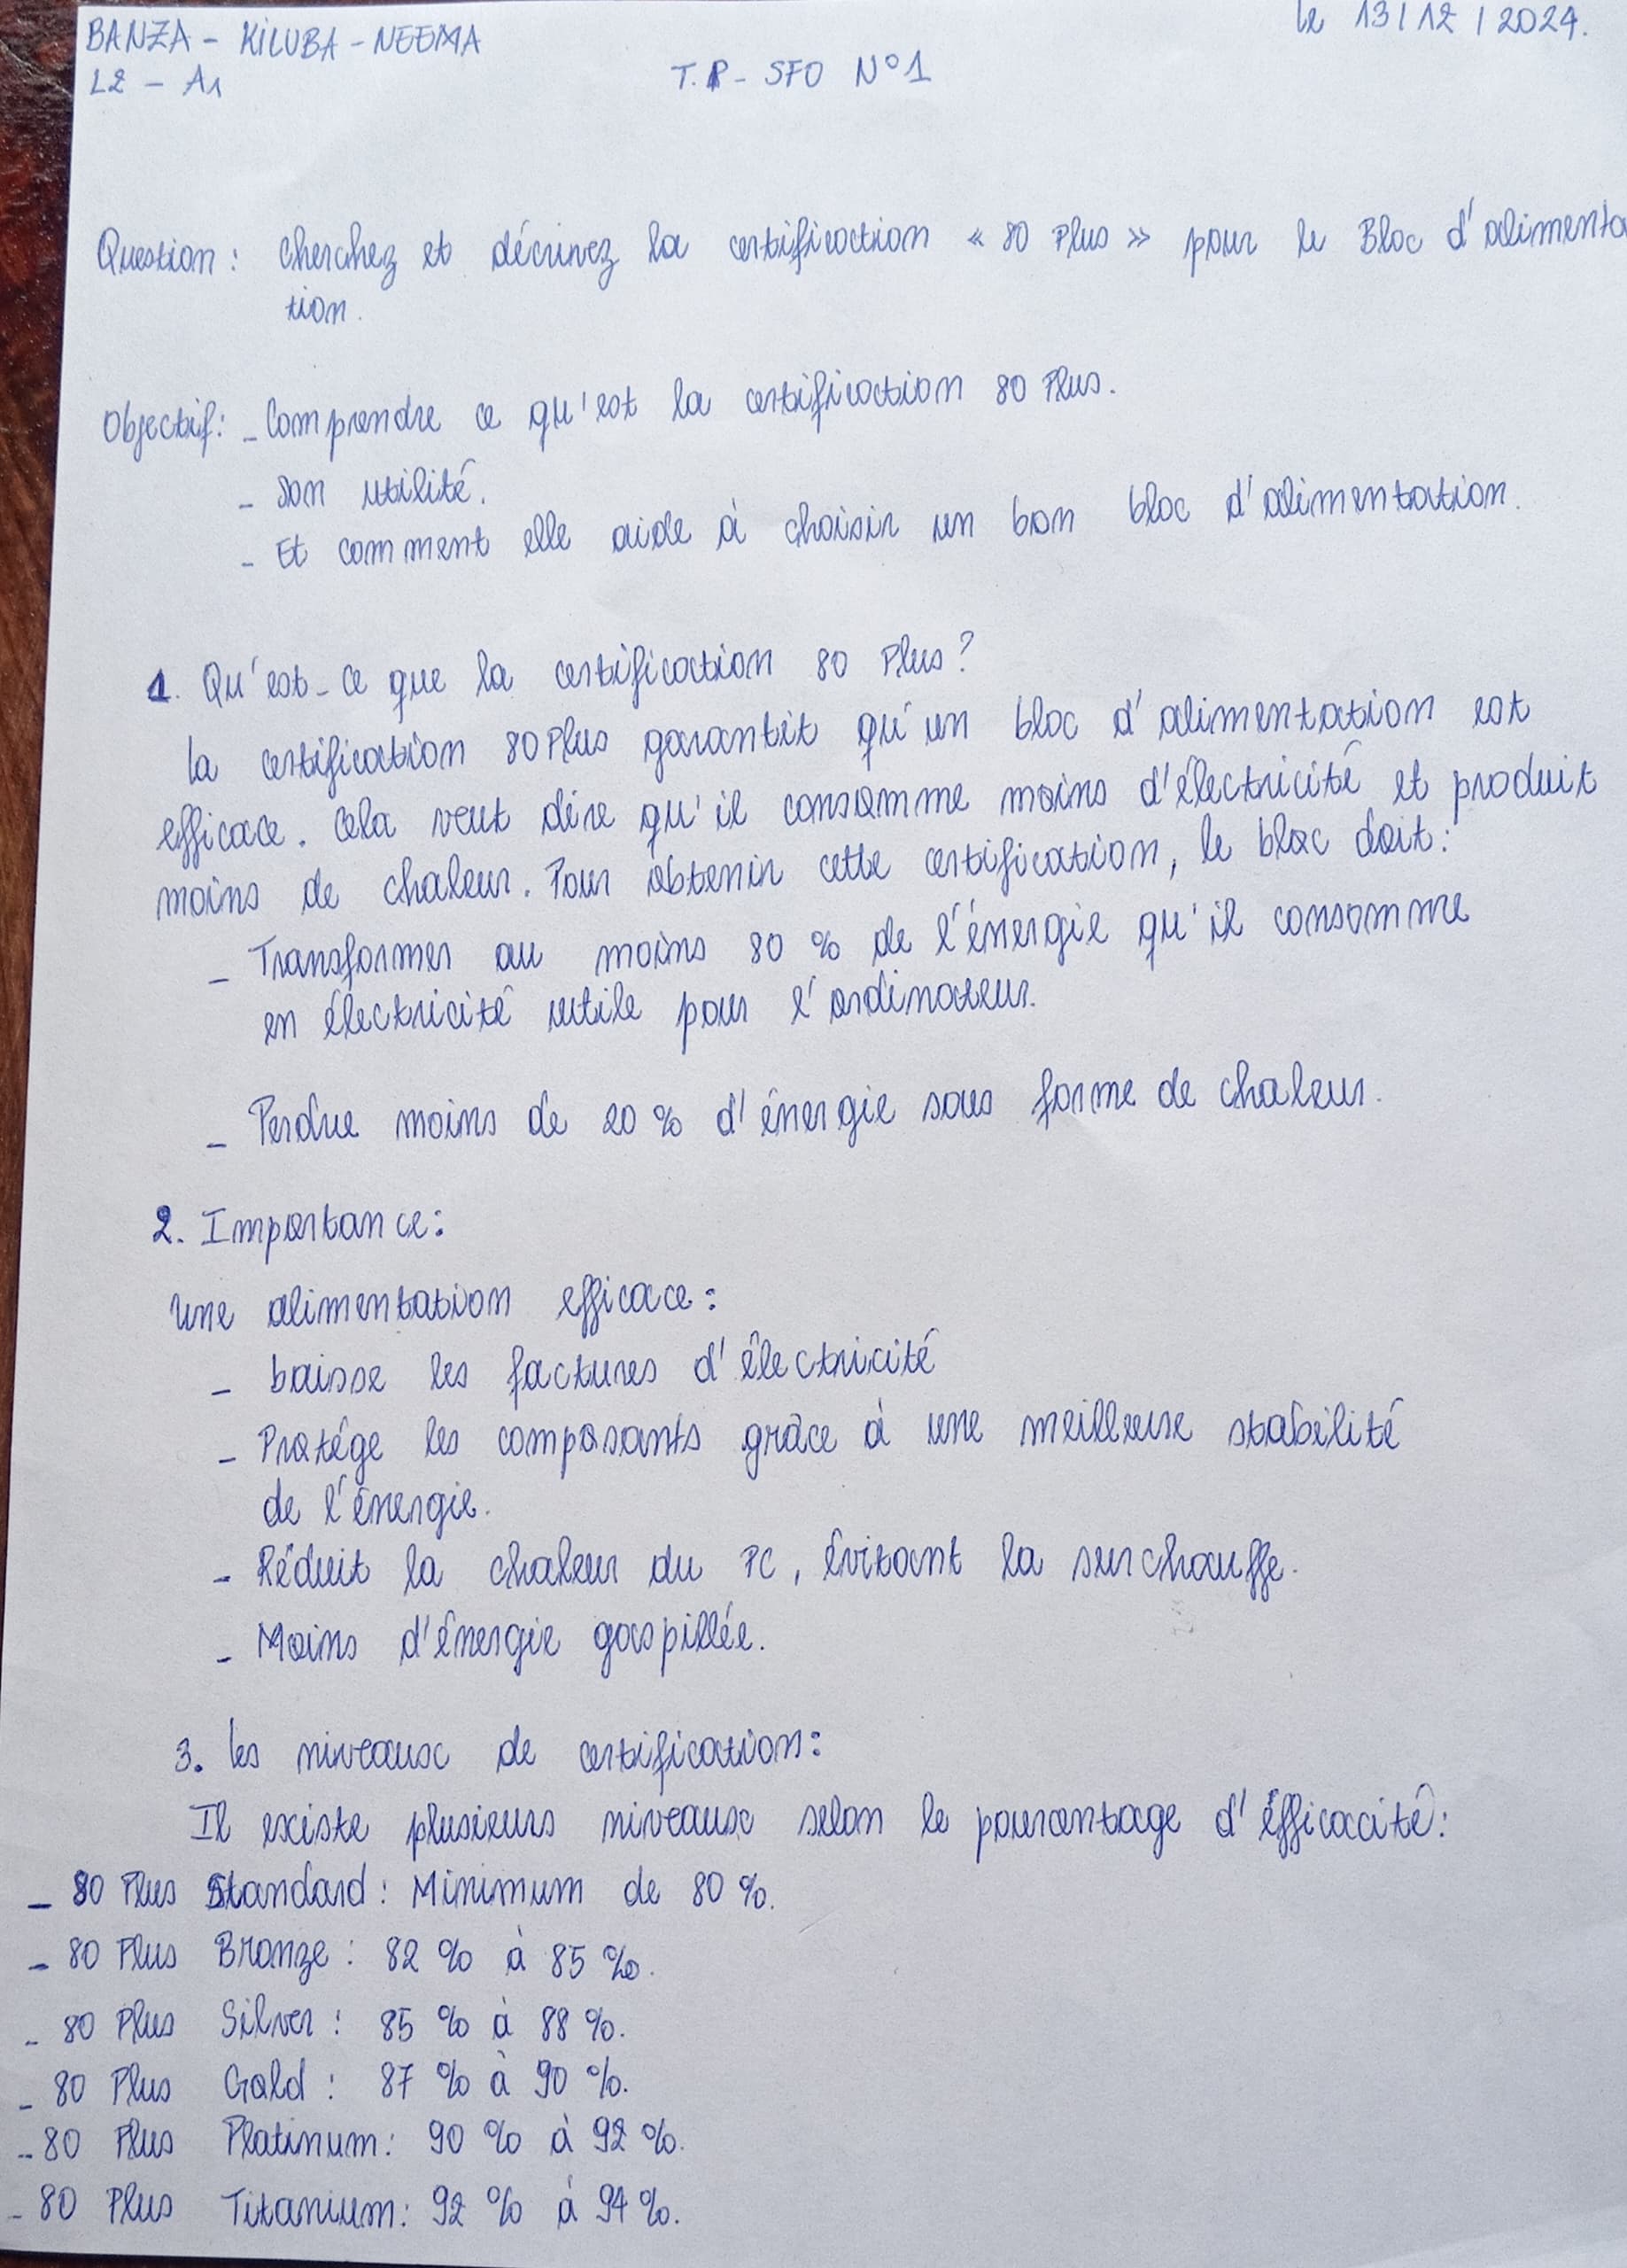 BANZA - KILUBA - NEEMA
le 13/12/2024.
L2 - A1
T.P - SFO N°1
Question : Cherchez et décrivez la certification « 80 Plus » pour le Bloc d'alimenta
tion.
Objectif: - Comprendre ce qu'est la certification 80 Plus.
- Son utilité.
- Et comment elle aide à choisir un bon bloc d'alimentation.
1. Qu'est-ce que la certification 80 Plus?
La certification 80Plus garantit qu'un bloc d'alimentation est
efficace. Cela veut dire qu'il consomme moins d'électricité et produit
moins de chaleur. Pour obtenir cette certification, le bloc doit:
- Transformer au moins 80 % de l'énergie qu'il consomme
en électricité utile pour l'ordinateur.
- Perdre moins de 20 % d'énergie sous forme de chaleur.
2. Importance:
Une alimentation efficace:
- baisse les factures d'électricité
- Protége les composants grâce à une meilleure stabilité
de l'énergie.
- Réduit la chaleur du PC, évitant la surchauffe.
- Moins d'énergie gaspillée.
3. Les niveaux de certification:
Il existe plusieurs niveaux selon le pourcentage d'éfficacité:
- 80 Plus Standard: Minimum de 80 %.
- 80 Plus Bronze : 82 % à 85 %.
- 80 Plus Silver : 85 % à 88 %.
- 80 Plus Gold : 87 % à 90 %.
- 80 Plus Platinum: 90 % à 92 %.
- 80 Plus Titanium: 92 % à 94 %.